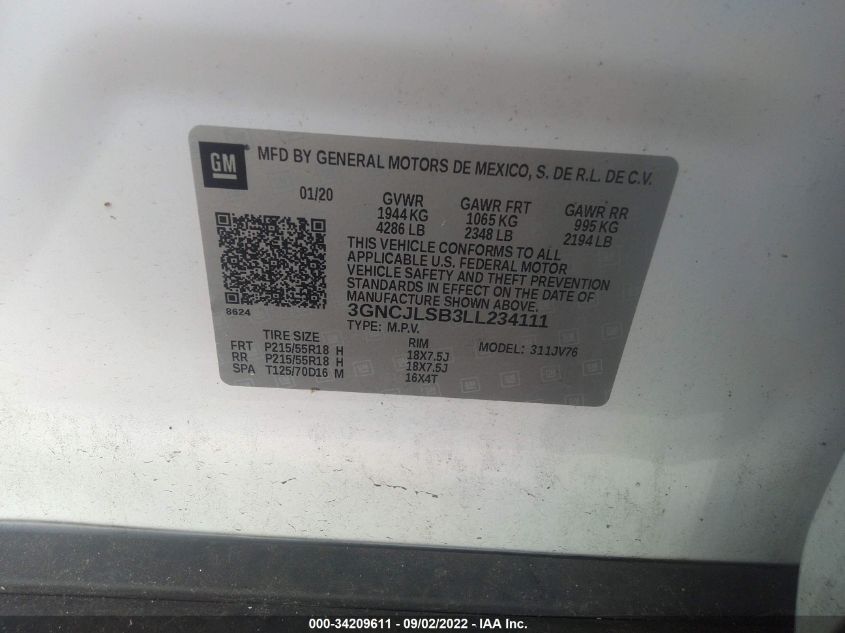 GM MFD BY GENERAL MOTORS DE MEXICO, S. DE R.L. DE C.V.
01/20 GVWR GAWR FRT GAWR RR
1944 KG 1065 KG 995 KG
4286 LB 2348 LB 2194 LB
THIS VEHICLE CONFORMS TO ALL
APPLICABLE U.S. FEDERAL MOTOR
VEHICLE SAFETY AND THEFT PREVENTION
STANDARDS IN EFFECT ON THE DATE OF
MANUFACTURE SHOWN ABOVE.
8624 3GNCJLSB3LL234111
TYPE: M.P.V.
TIRE SIZE RIM MODEL: 311JV76
FRT P215/55R18 H 18X7.5J
RR P215/55R18 H 18X7.5J
SPA T125/70D16 M 16X4T
000-34209611 - 09/02/2022 - Copyright IAA, Inc.